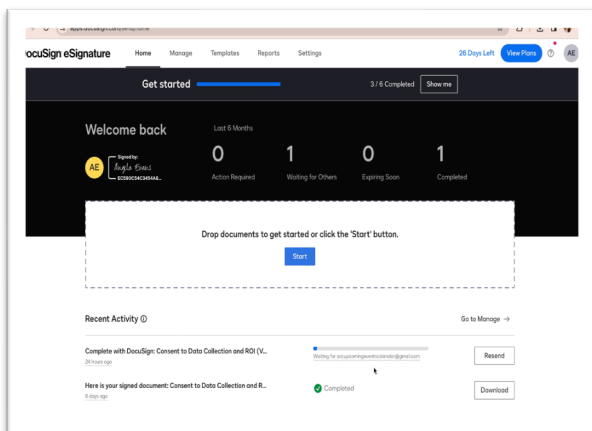 apps.docusign.com/send/home
ocuSign eSignature Home Manage Templates Reports Settings 26 Days Left View Plans AE
Get started 3 / 6 Completed Show me
Welcome back Last 6 Months
AE Signed by: 0 1 0 1
Angela Evans
EC590C54C3454A8... Action Required Waiting for Others Expiring Soon Completed
Drop documents to get started or click the 'Start' button.
Start
Recent Activity Go to Manage →
Complete with DocuSign: Consent to Data Collection and ROI (V...
Waiting for Resend
24 hours ago
Here is your signed document: Consent to Data Collection and R...
Completed Download
6 days ago